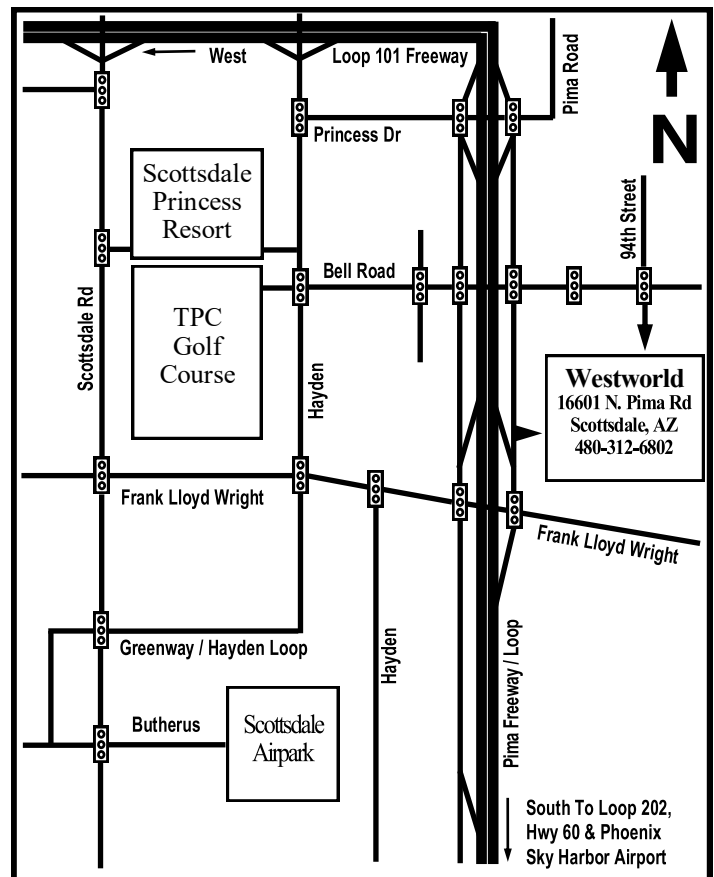 West
Loop 101 Freeway
Pima Road
N
Princess Dr
Scottsdale
Princess
Resort
94th Street
Bell Road
Scottsdale Rd
TPC
Golf
Course
Hayden
Westworld
16601 N. Pima Rd
Scottsdale, AZ
480-312-6802
Frank Lloyd Wright
Frank Lloyd Wright
Greenway / Hayden Loop
Hayden
Pima Freeway / Loop
Butherus
Scottsdale
Airpark
South To Loop 202,
Hwy 60 & Phoenix
Sky Harbor Airport